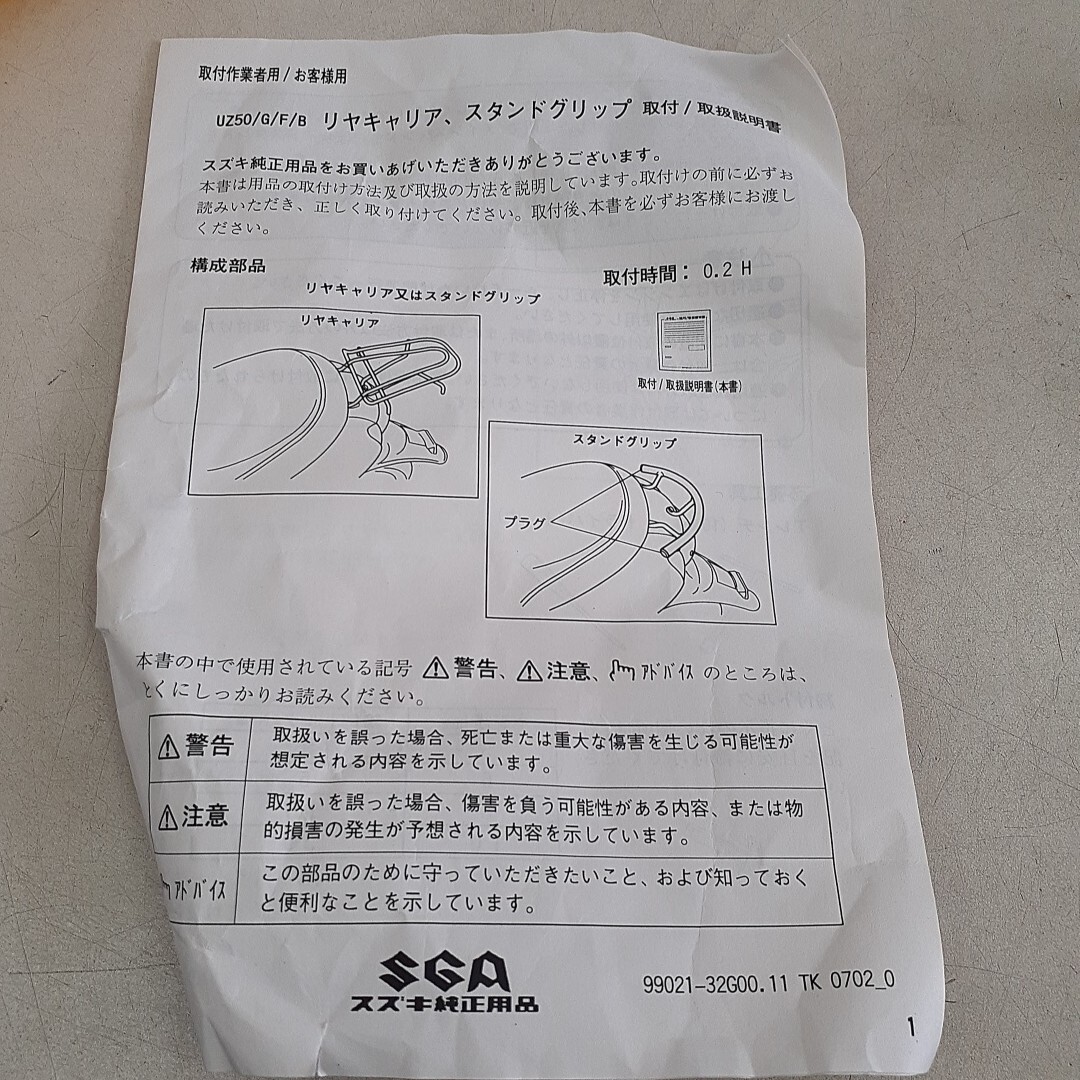 取付作業者用/お客様用
UZ50/G/F/B リヤキャリア、スタンドグリップ 取付/取扱説明書
スズキ純正用品をお買いあげいただきありがとうございます。
本書は用品の取付け方法及び取扱の方法を説明しています。取付けの前に必ずお
読みいただき、正しく取り付けてください。取付後、本書を必ずお客様にお渡し
ください。
構成部品
取付時間: 0.2 H
リヤキャリア又はスタンドグリップ
リヤキャリア
取付/取扱説明書(本書)
スタンドグリップ
プラグ
本書の中で使用されている記号 ⚠警告、⚠注意、アドバイスのところは、
とくにしっかりお読みください。
⚠警告
取扱いを誤った場合、死亡または重大な傷害を生じる可能性が
想定される内容を示しています。
⚠注意
取扱いを誤った場合、傷害を負う可能性がある内容、または物
的損害の発生が予想される内容を示しています。
アドバイス
この部品のために守っていただきたいこと、および知っておく
と便利なことを示しています。
SGA
スズキ純正用品
99021-32G00.11 TK 0702_0
1